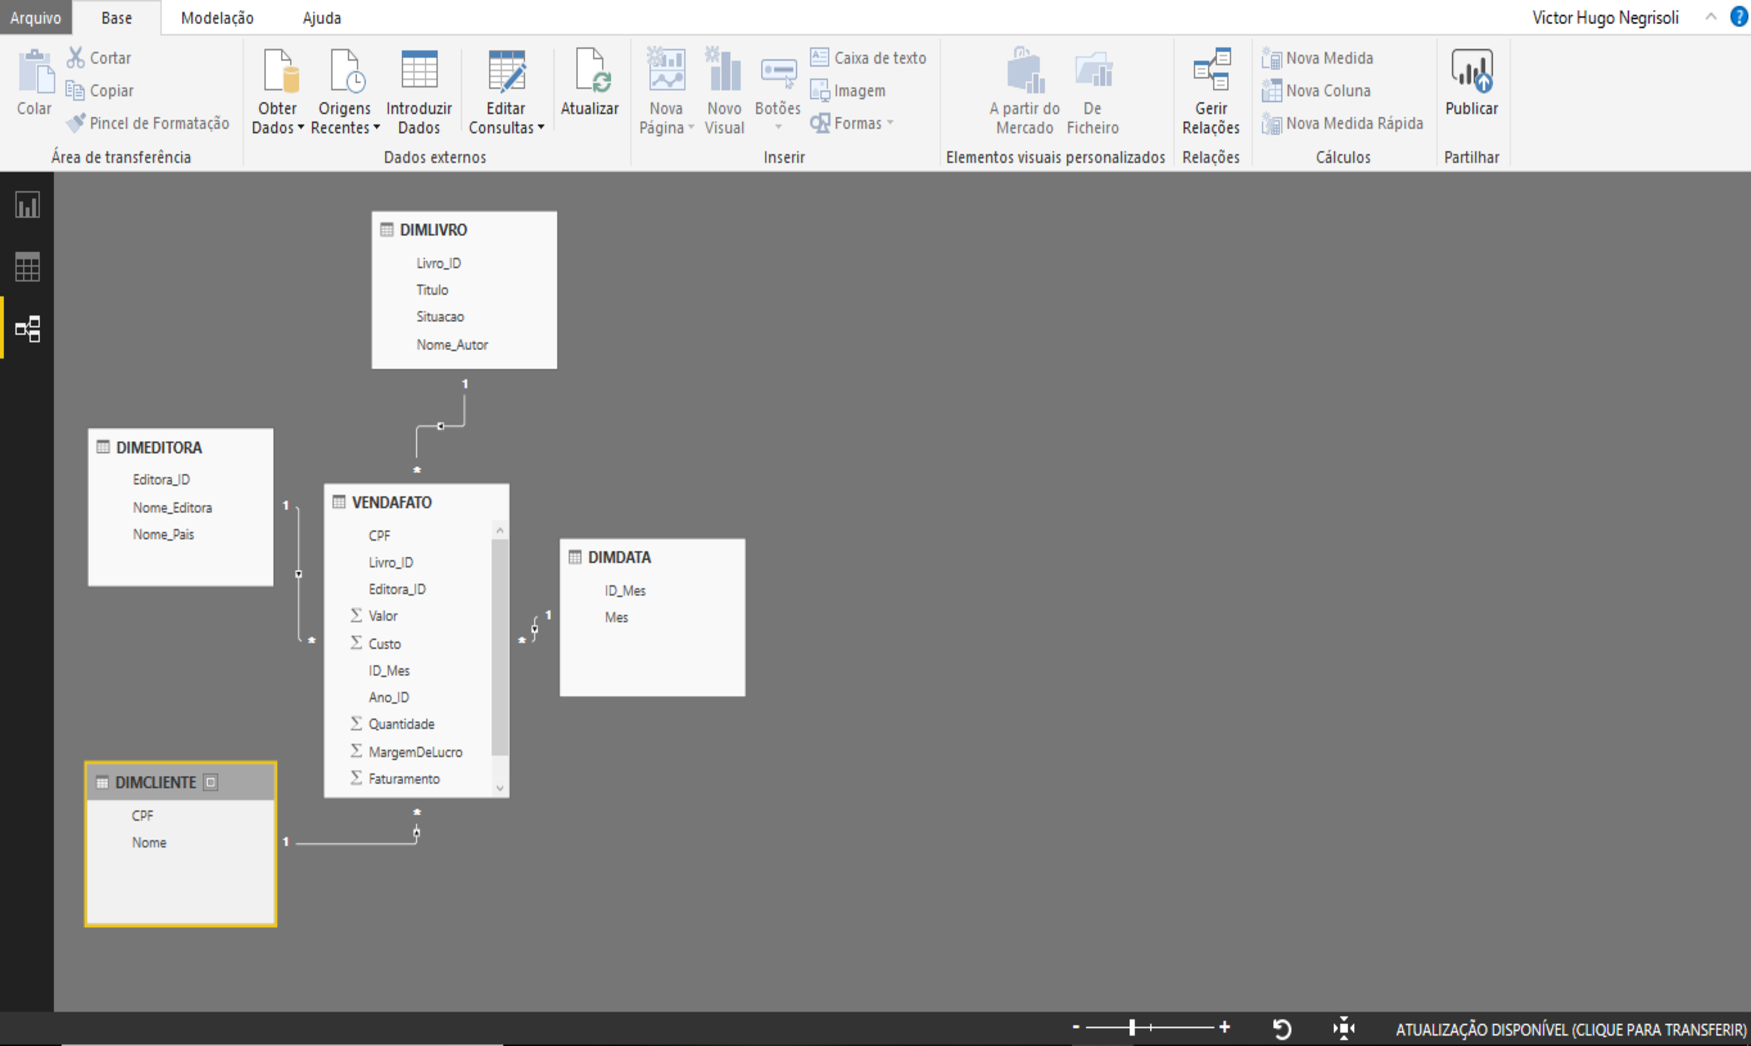 Arquivo Base Modelação Ajuda Victor Hugo Negrisoli ?
Colar
Cortar
Copiar
Pincel de Formatação
Área de transferência
Obter Dados
Origens Recentes
Introduzir Dados
Editar Consultas
Atualizar
Dados externos
Nova Página
Novo Visual
Botões
Caixa de texto
Imagem
Formas
Inserir
A partir do Mercado
De Ficheiro
Elementos visuais personalizados
Gerir Relações
Relações
Nova Medida
Nova Coluna
Nova Medida Rápida
Cálculos
Publicar
Partilhar
DIMLIVRO
Livro_ID
Titulo
Situacao
Nome_Autor
1
*
DIMEDITORA
Editora_ID
Nome_Editora
Nome_Pais
1
*
VENDAFATO
CPF
Livro_ID
Editora_ID
Σ Valor
Σ Custo
ID_Mes
Ano_ID
Σ Quantidade
Σ MargemDeLucro
Σ Faturamento
* 1
DIMDATA
ID_Mes
Mes
DIMCLIENTE
CPF
Nome
1
*
- +
ATUALIZAÇÃO DISPONÍVEL (CLIQUE PARA TRANSFERIR)